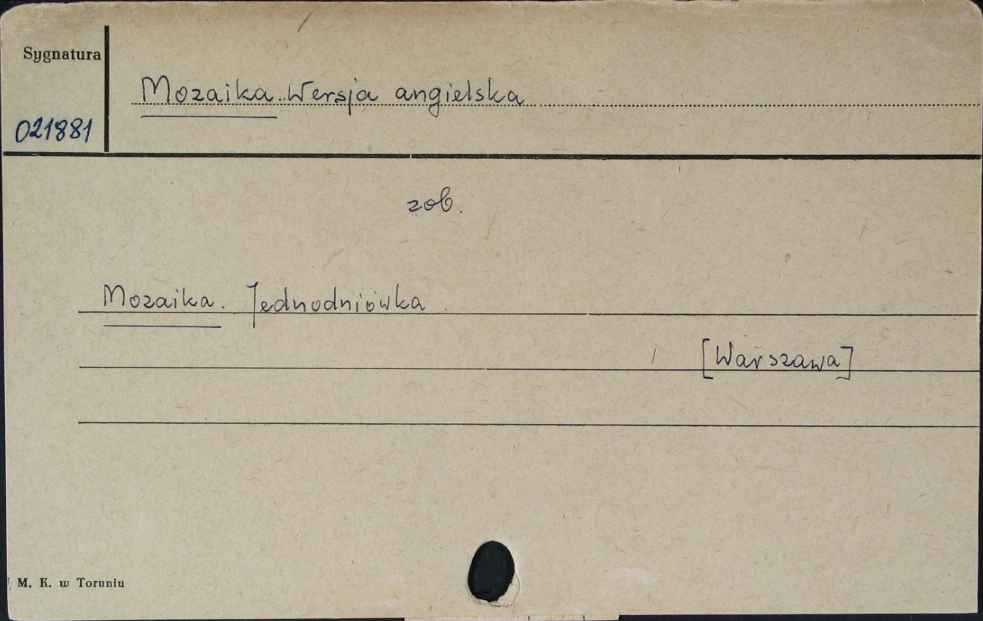 Sygnatura
Mozaika. Wersja angielska
021881
zob.
Mozaika. Jednodniówka.
[Warszawa]
M. K. w Toruniu